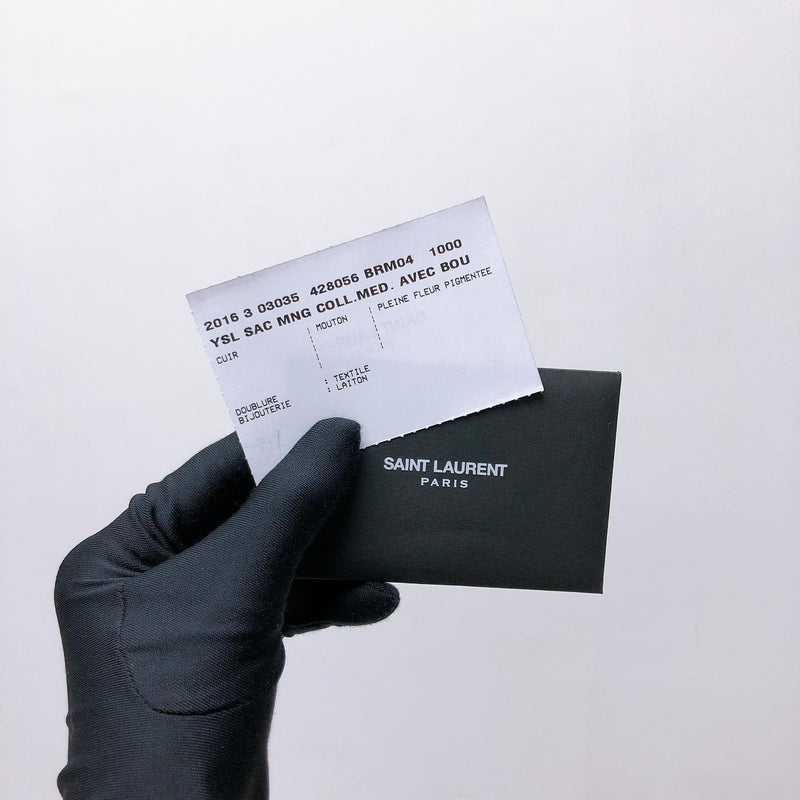 2016 3 03035 428056 BRM04 1000
YSL SAC MNG COLL.MED. AVEC BOU
CUIR MOUTON PLEINE FLEUR PIGMENTEE
DOUBLURE : TEXTILE
BIJOUTERIE : LAITON
SAINT LAURENT
PARIS